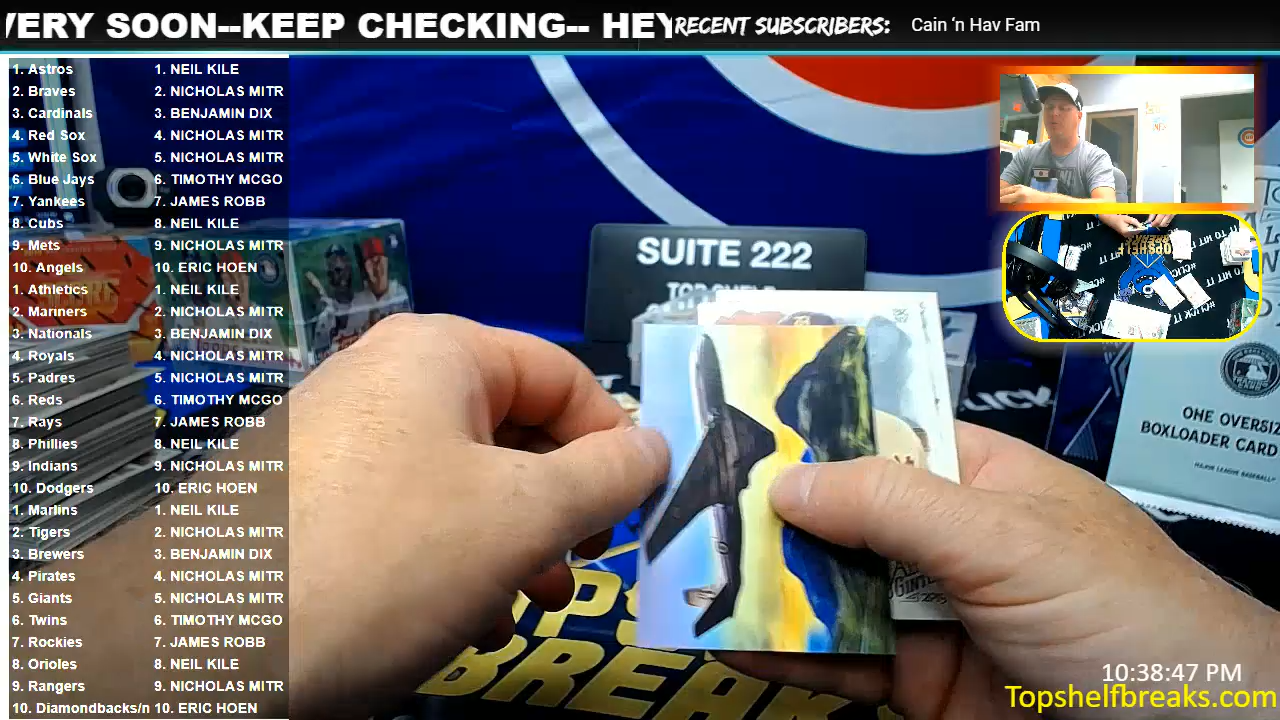 VERY SOON--KEEP CHECKING-- HEY
RECENT SUBSCRIBERS: Cain 'n Hav Fam
1. Astros 1. NEIL KILE
2. Braves 2. NICHOLAS MITR
3. Cardinals 3. BENJAMIN DIX
4. Red Sox 4. NICHOLAS MITR
5. White Sox 5. NICHOLAS MITR
6. Blue Jays 6. TIMOTHY MCGO
7. Yankees 7. JAMES ROBB
8. Cubs 8. NEIL KILE
9. Mets 9. NICHOLAS MITR
10. Angels 10. ERIC HOEN
1. Athletics 1. NEIL KILE
2. Mariners 2. NICHOLAS MITR
3. Nationals 3. BENJAMIN DIX
4. Royals 4. NICHOLAS MITR
5. Padres 5. NICHOLAS MITR
6. Reds 6. TIMOTHY MCGO
7. Rays 7. JAMES ROBB
8. Phillies 8. NEIL KILE
9. Indians 9. NICHOLAS MITR
10. Dodgers 10. ERIC HOEN
1. Marlins 1. NEIL KILE
2. Tigers 2. NICHOLAS MITR
3. Brewers 3. BENJAMIN DIX
4. Pirates 4. NICHOLAS MITR
5. Giants 5. NICHOLAS MITR
6. Twins 6. TIMOTHY MCGO
7. Rockies 7. JAMES ROBB
8. Orioles 8. NEIL KILE
9. Rangers 9. NICHOLAS MITR
10. Diamondbacks/n 10. ERIC HOEN
SUITE 222
TOP SHELF
CLICK
ONE OVERSIZ
BOXLOADER CARD
MAJOR LEAGUE BASEBALL
BREAK
10:38:47 PM
Topshelfbreaks.com